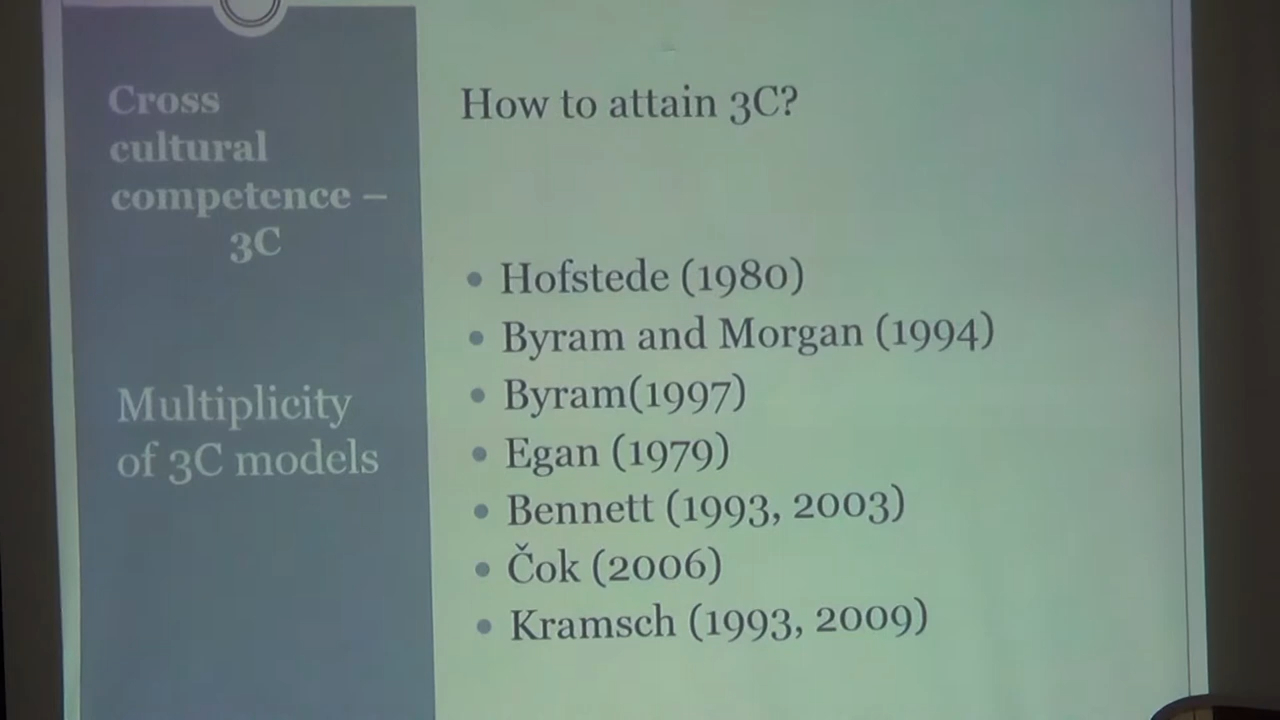 Cross
cultural
competence –
3C
Multiplicity
of 3C models
How to attain 3C?
• Hofstede (1980)
• Byram and Morgan (1994)
• Byram(1997)
• Egan (1979)
• Bennett (1993, 2003)
• Čok (2006)
• Kramsch (1993, 2009)